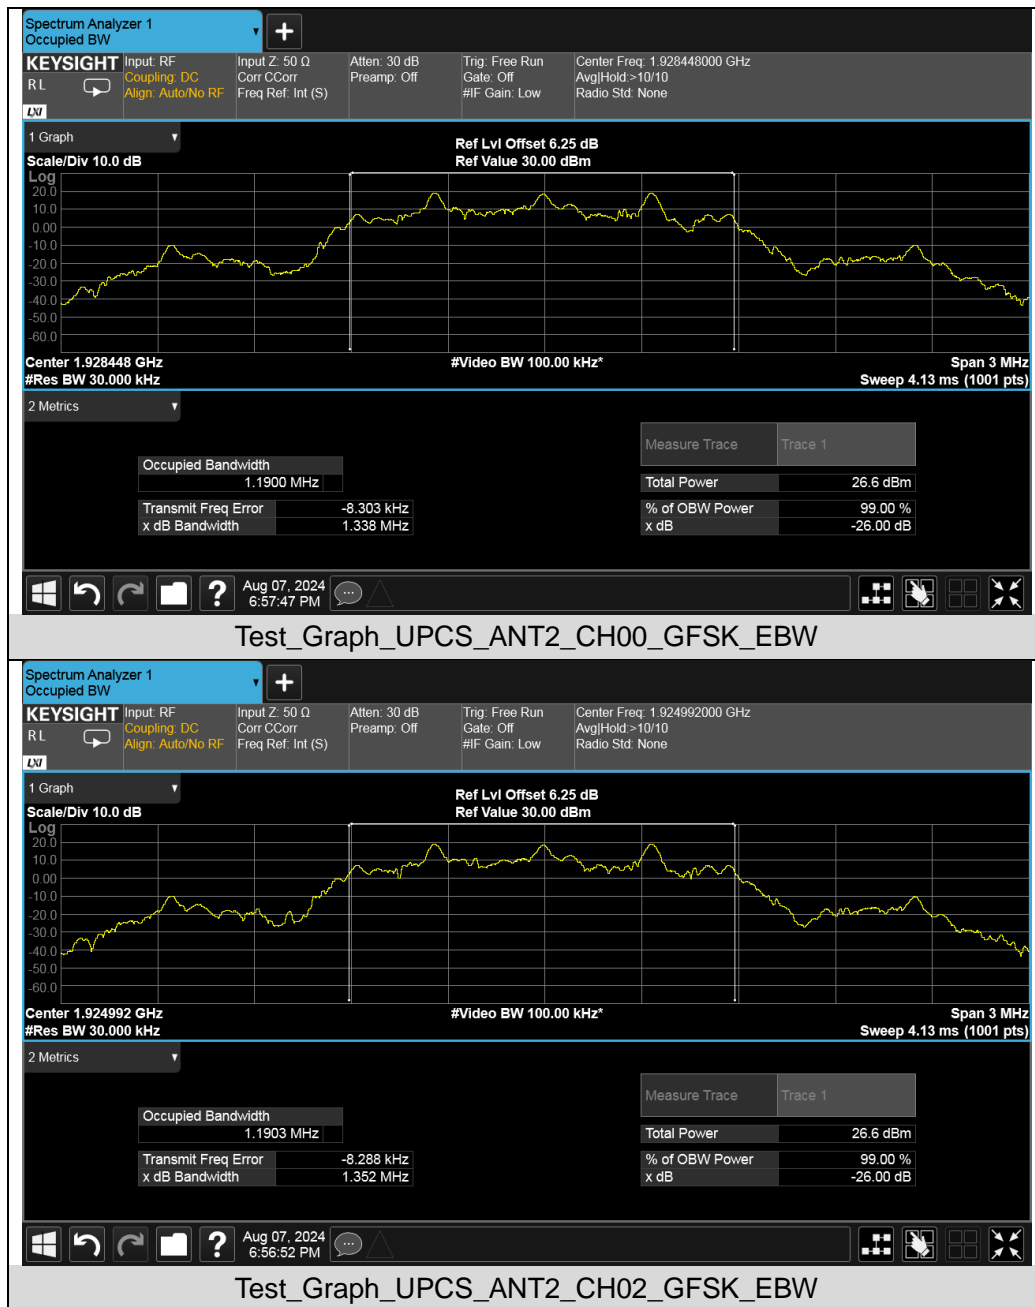 Spectrum Analyzer 1
Occupied BW
KEYSIGHT
R L
LXI
Input: RF
Coupling: DC
Align: Auto/No RF
Input Z: 50 Ω
Corr CCorr
Freq Ref: Int (S)
Atten: 30 dB
Preamp: Off
Trig: Free Run
Gate: Off
#IF Gain: Low
Center Freq: 1.928448000 GHz
Avg|Hold:>10/10
Radio Std: None
1 Graph
Scale/Div 10.0 dB
Ref Lvl Offset 6.25 dB
Ref Value 30.00 dBm
Log
20.0
10.0
0.00
-10.0
-20.0
-30.0
-40.0
-50.0
-60.0
Center 1.928448 GHz
#Video BW 100.00 kHz*
Span 3 MHz
#Res BW 30.000 kHz
Sweep 4.13 ms (1001 pts)
2 Metrics
Measure Trace Trace 1
Occupied Bandwidth
1.1900 MHz
Total Power 26.6 dBm
Transmit Freq Error -8.303 kHz
% of OBW Power 99.00 %
x dB Bandwidth 1.338 MHz
x dB -26.00 dB
Aug 07, 2024
6:57:47 PM
Test_Graph_UPCS_ANT2_CH00_GFSK_EBW
Spectrum Analyzer 1
Occupied BW
KEYSIGHT
R L
LXI
Input: RF
Coupling: DC
Align: Auto/No RF
Input Z: 50 Ω
Corr CCorr
Freq Ref: Int (S)
Atten: 30 dB
Preamp: Off
Trig: Free Run
Gate: Off
#IF Gain: Low
Center Freq: 1.924992000 GHz
Avg|Hold:>10/10
Radio Std: None
1 Graph
Scale/Div 10.0 dB
Ref Lvl Offset 6.25 dB
Ref Value 30.00 dBm
Log
20.0
10.0
0.00
-10.0
-20.0
-30.0
-40.0
-50.0
-60.0
Center 1.924992 GHz
#Video BW 100.00 kHz*
Span 3 MHz
#Res BW 30.000 kHz
Sweep 4.13 ms (1001 pts)
2 Metrics
Measure Trace Trace 1
Occupied Bandwidth
1.1903 MHz
Total Power 26.6 dBm
Transmit Freq Error -8.288 kHz
% of OBW Power 99.00 %
x dB Bandwidth 1.352 MHz
x dB -26.00 dB
Aug 07, 2024
6:56:52 PM
Test_Graph_UPCS_ANT2_CH02_GFSK_EBW